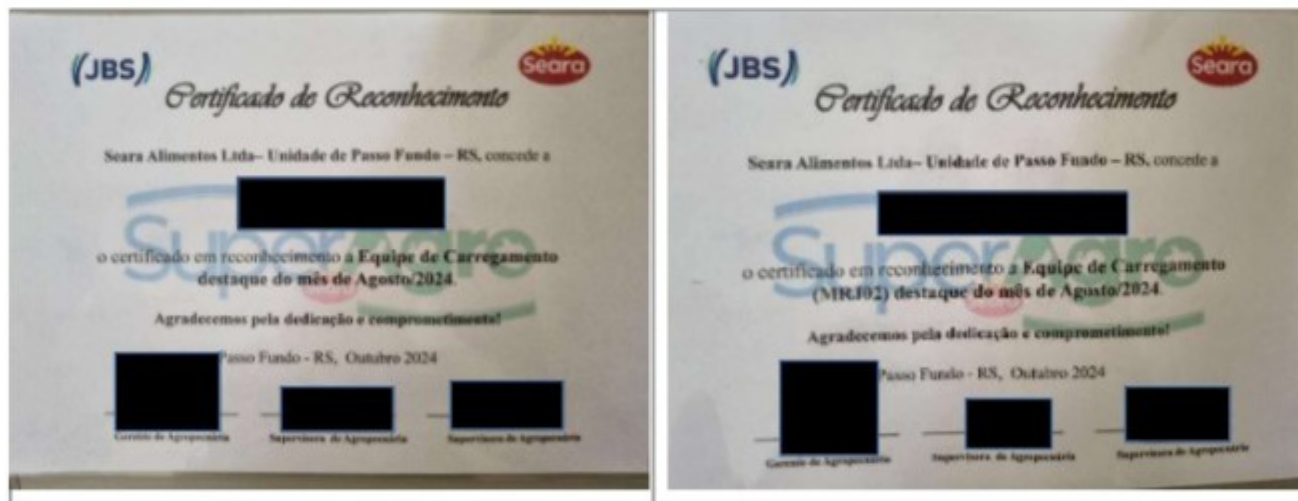 (JBS)
Seara
Certificado de Reconhecimento
Seara Alimentos Ltda– Unidade de Passo Fundo – RS, concede a
SuperAgro
o certificado em reconhecimento a Equipe de Carregamento
destaque do mês de Agosto/2024.
Agradecemos pela dedicação e comprometimento!
Passo Fundo - RS, Outubro 2024
Gerente de Agropecuária
Supervisora de Agropecuária
Supervisora de Agropecuária
(JBS)
Seara
Certificado de Reconhecimento
Seara Alimentos Ltda– Unidade de Passo Fundo – RS, concede a
SuperAgro
o certificado em reconhecimento a Equipe de Carregamento
(MRJ02) destaque do mês de Agosto/2024.
Agradecemos pela dedicação e comprometimento!
Passo Fundo - RS, Outubro 2024
Gerente de Agropecuária
Supervisora de Agropecuária
Supervisora de Agropecuária